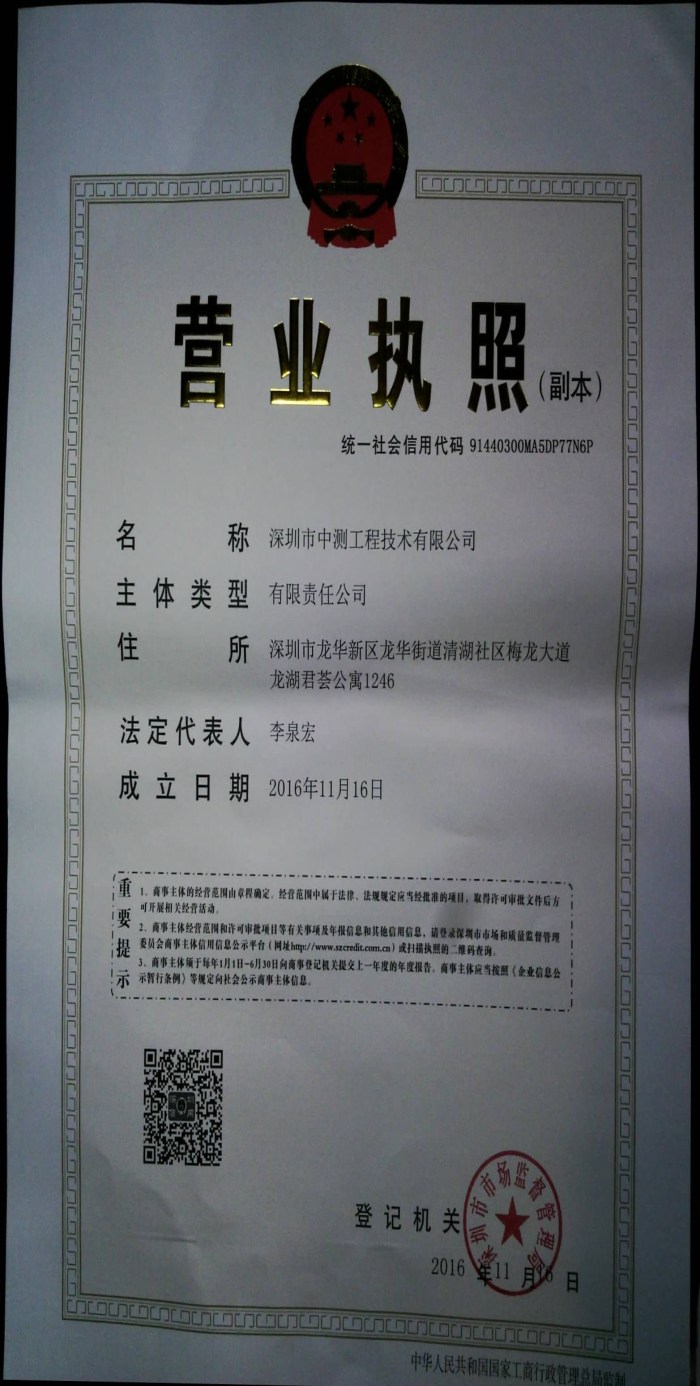 营业执照（副本）
统一社会信用代码 91440300MA5DP77N6P
名称 深圳市中测工程技术有限公司
主体类型 有限责任公司
住所 深圳市龙华新区龙华街道清湖社区梅龙大道
龙湖君荟公寓1246
法定代表人 李泉宏
成立日期 2016年11月16日
重要提示
1、商事主体的经营范围由章程确定。经营范围中属于法律、法规规定应当经批准的项目，取得许可审批文件后方
可开展相关经营活动。
2、商事主体经营范围和许可审批项目等有关事项及年报信息和其他信用信息，请登录深圳市市场和质量监督管理
委员会商事主体信用信息公示平台（网址http://www.szcredit.com.cn）或扫描执照的二维码查询。
3、商事主体须于每年1月1日-6月30日向商事登记机关提交上一年度的年度报告。商事主体应当按照《企业信息公
示暂行条例》等规定向社会公示商事主体信息。
登记机关
深圳市市场监督管理局
2016 年 11 月 16 日
中华人民共和国国家工商行政管理总局监制